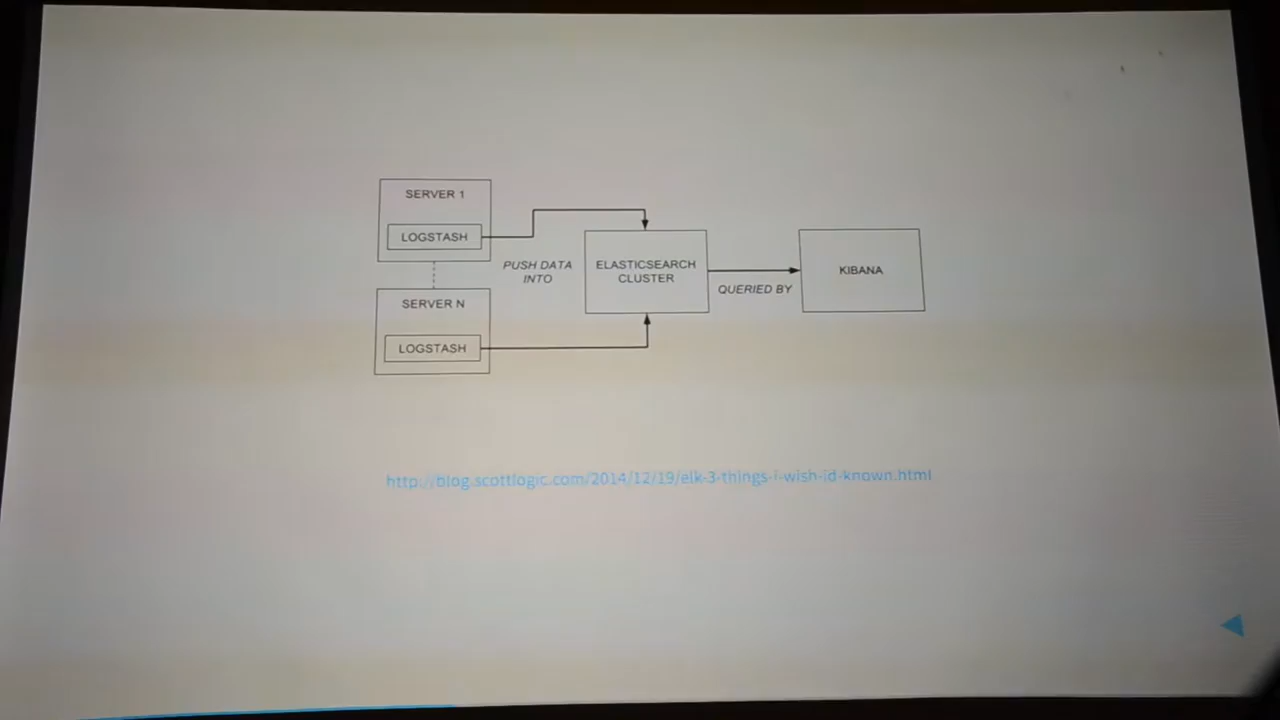 SERVER 1
LOGSTASH
PUSH DATA
INTO
SERVER N
LOGSTASH
ELASTICSEARCH
CLUSTER
QUERIED BY
KIBANA
http://blog.scottlogic.com/2014/12/19/elk-3-things-i-wish-id-known.html